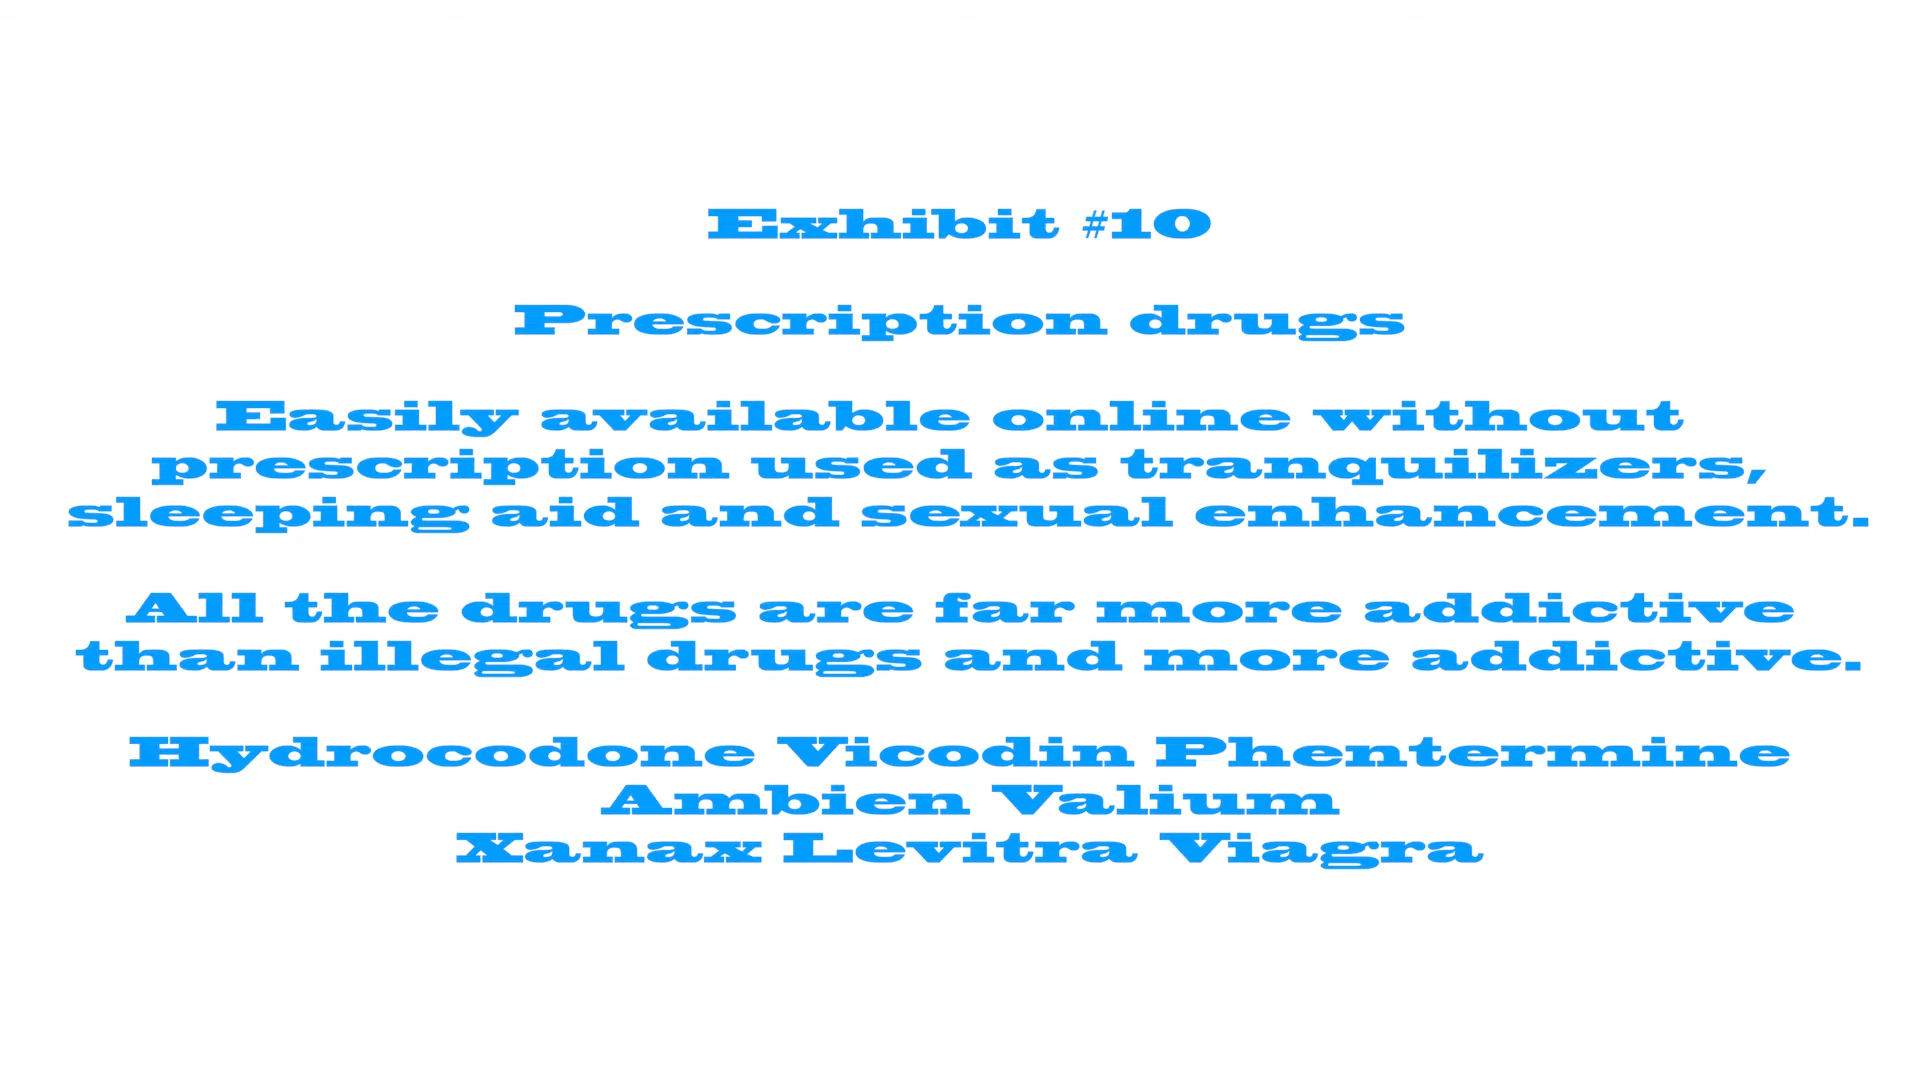 Exhibit #10
Prescription drugs
Easily available online without
prescription used as tranquilizers,
sleeping aid and sexual enhancement.
All the drugs are far more addictive
than illegal drugs and more addictive.
Hydrocodone Vicodin Phentermine
Ambien Valium
Xanax Levitra Viagra